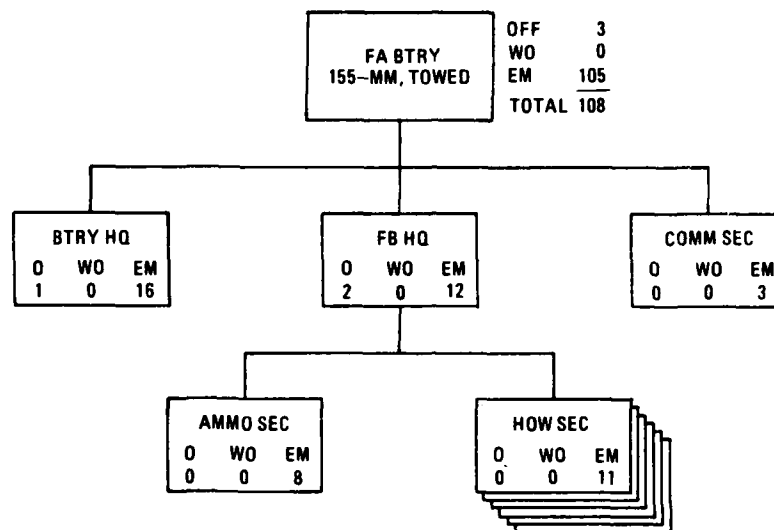 FA BTRY
155-MM, TOWED
OFF 3
WO 0
EM 105
TOTAL 108
BTRY HQ
O WO EM
1 0 16
FB HQ
O WO EM
2 0 12
COMM SEC
O WO EM
0 0 3
AMMO SEC
O WO EM
0 0 8
HOW SEC
O WO EM
0 0 11